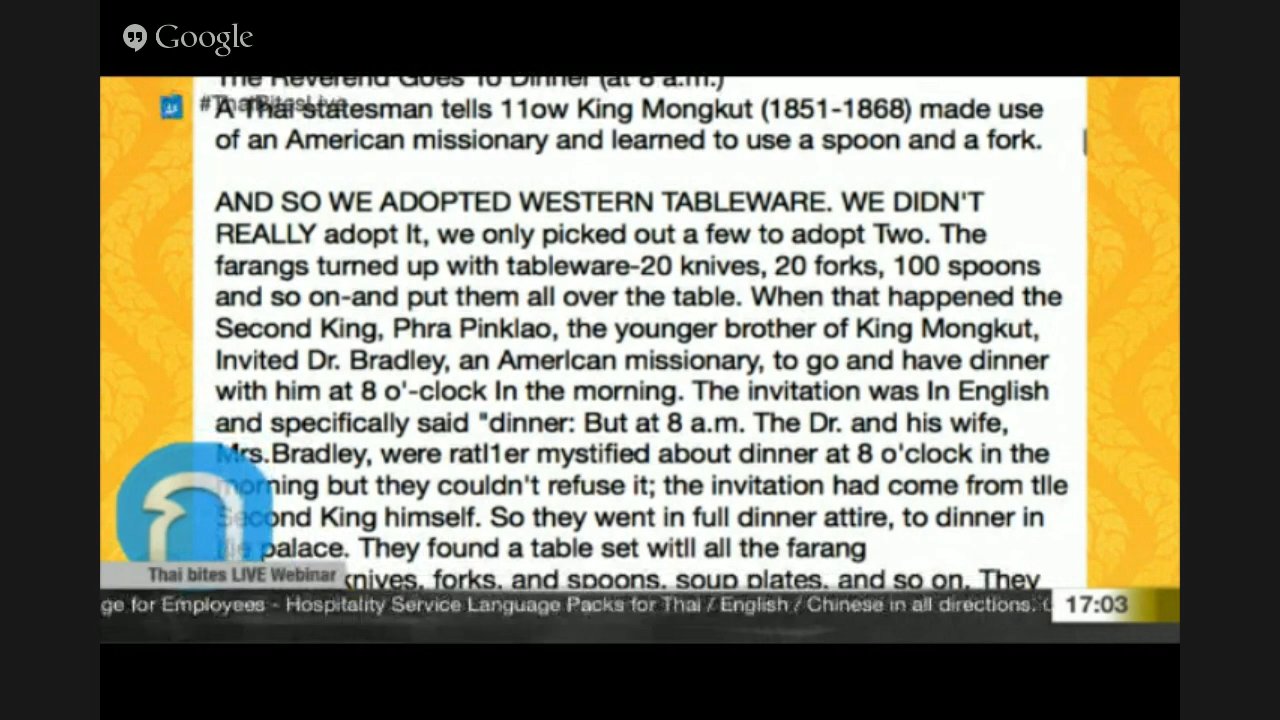 Google
The Reverend Goes To Dinner (at 8 a.m.)
#ThaiBitesLive
A Thai statesman tells 11ow King Mongkut (1851-1868) made use
of an American missionary and learned to use a spoon and a fork.
AND SO WE ADOPTED WESTERN TABLEWARE. WE DIDN'T
REALLY adopt It, we only picked out a few to adopt Two. The
farangs turned up with tableware-20 knives, 20 forks, 100 spoons
and so on-and put them all over the table. When that happened the
Second King, Phra Pinklao, the younger brother of King Mongkut,
Invited Dr. Bradley, an AmerIcan missionary, to go and have dinner
with him at 8 o'-clock In the morning. The invitation was In English
and specifically said "dinner: But at 8 a.m. The Dr. and his wife,
Mrs.Bradley, were ratl1er mystified about dinner at 8 o'clock in the
morning but they couldn't refuse it; the invitation had come from tlle
Second King himself. So they went in full dinner attire, to dinner in
palace. They found a table set witll all the farang
knives, forks, and spoons, soup plates, and so on. They
Thai bites LIVE Webinar
ge for Employees - Hospitality Service Language Packs for Thai / English / Chinese in all directions.
17:03